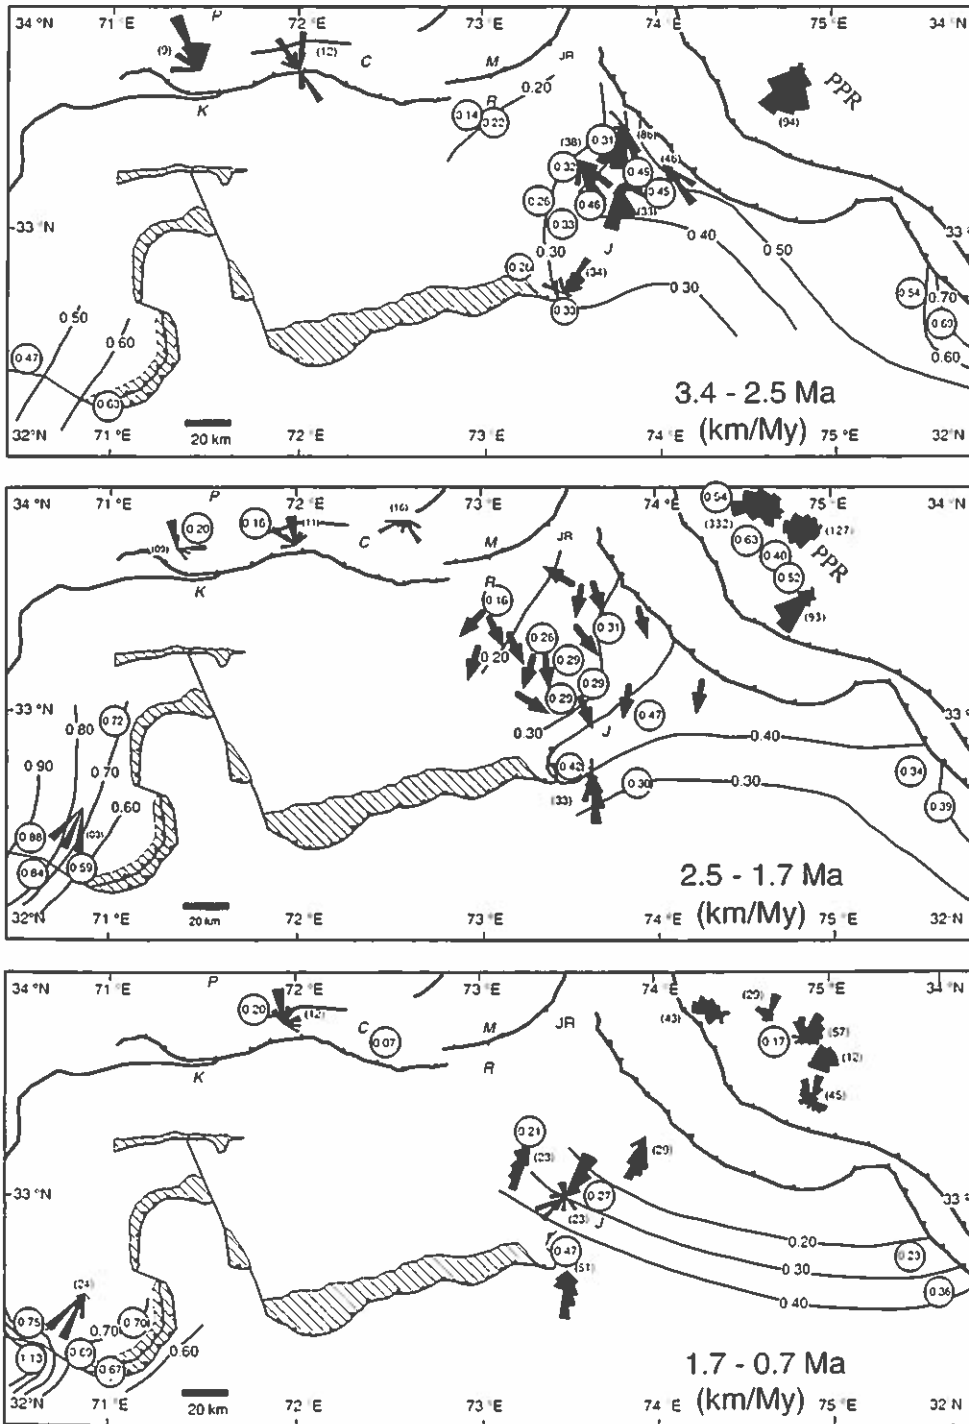 34 °N 71 °E P 72 °E 73 °E 74 °E 75°E 34 °N
(9) (12) C M JR
K R 0.20
0.14 0.22
PPR
(94)
(38) 0.31 (86)
0.32 (46)
0.45
0.45
0.26 0.46 (33)
33 °N 0.33 33 °
0.30 J 0.40 0.50
0.26 (34)
0.33 0.30
0.54 0.70
0.69
0.60
0.50
0.60
0.47
0.63
3.4 - 2.5 Ma
(km/My)
32°N 71 °E 20 km 72 °E 73 °E 74 °E 75°E 32°N
34 °N 71 °E P 72 °E 73 °E 74 °E 75°E 34 °N
0.54
(332) (127)
0.20 0.16 (11) (16)
(09) C M JR
0.63 0.40
0.52 PPR
K R
0.16
(93)
0.31
0.26
0.20 0.29
0.29
0.29
33 °N 0.72 0.80 0.47 33 °
0.30 J 0.40
0.90 0.70
0.42 0.34
0.60 (33) 0.30 0.30
0.39
(03)
0.88
0.84 0.59
2.5 - 1.7 Ma
(km/My)
32°N 71 °E 20 km 72 °E 73 °E 74 °E 75°E 32°N
34 °N 71°E P 72 °E 73 °E 74 °E 75°E 34 °N
0.20 (12) C M JR
0.07
K R
(43) (29)
(57)
0.17
(12)
(45)
0.21
(23) (29)
33 °N 0.27 33 °
(23) J
0.20
0.47 0.23
(51) 0.30
0.36
0.40
(24)
0.75 0.70
0.70
0.60
1.13 0.69
0.67
1.7 - 0.7 Ma
(km/My)
32°N 71 °E 20 km 72 °E 73 °E 74 °E 75°E 32°N